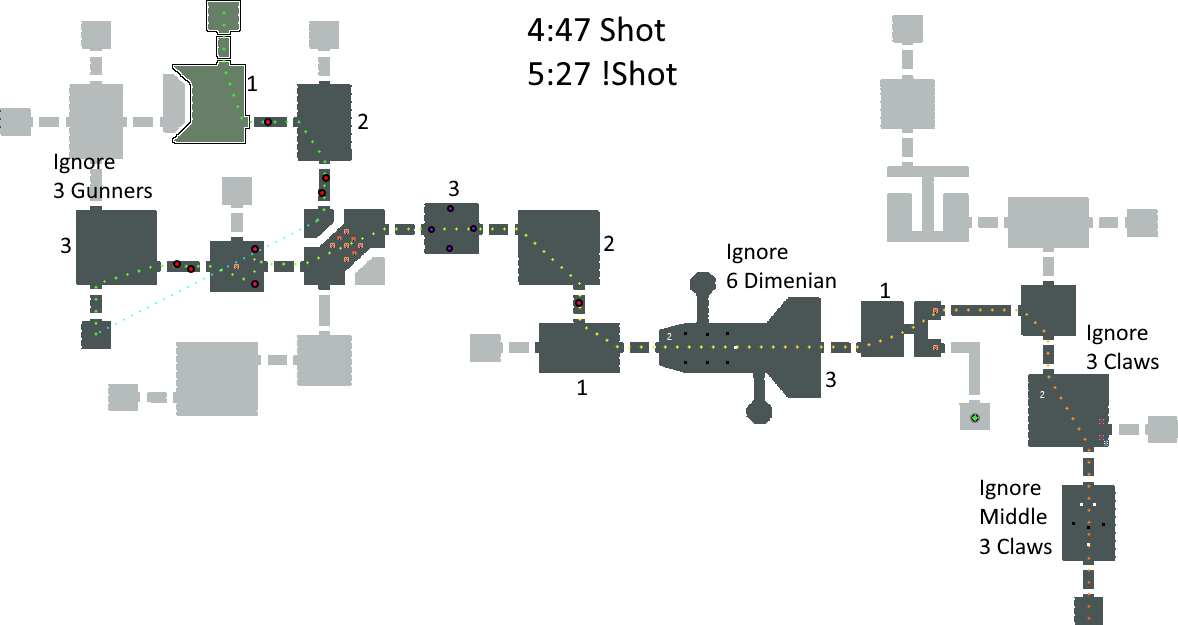 4:47 Shot
5:27 !Shot
1
2
Ignore
3 Gunners
3
3
2
Ignore
6 Dimenian
1
2
3
1
Ignore
3 Claws
2
Ignore
Middle
3 Claws